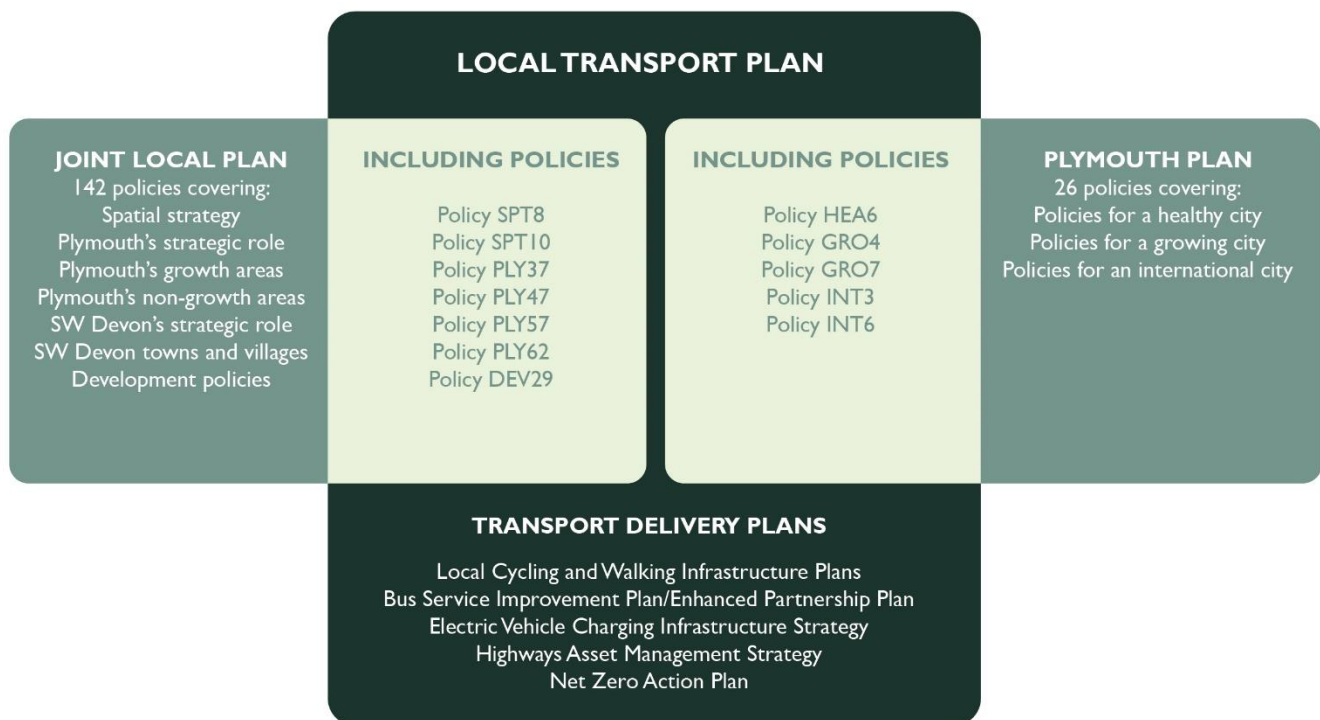 LOCAL TRANSPORT PLAN
JOINT LOCAL PLAN
142 policies covering:
Spatial strategy
Plymouth's strategic role
Plymouth's growth areas
Plymouth's non-growth areas
SW Devon's strategic role
SW Devon towns and villages
Development policies
INCLUDING POLICIES
Policy SPT8
Policy SPT10
Policy PLY37
Policy PLY47
Policy PLY57
Policy PLY62
Policy DEV29
INCLUDING POLICIES
Policy HEA6
Policy GRO4
Policy GRO7
Policy INT3
Policy INT6
PLYMOUTH PLAN
26 policies covering:
Policies for a healthy city
Policies for a growing city
Policies for an international city
TRANSPORT DELIVERY PLANS
Local Cycling and Walking Infrastructure Plans
Bus Service Improvement Plan/Enhanced Partnership Plan
Electric Vehicle Charging Infrastructure Strategy
Highways Asset Management Strategy
Net Zero Action Plan